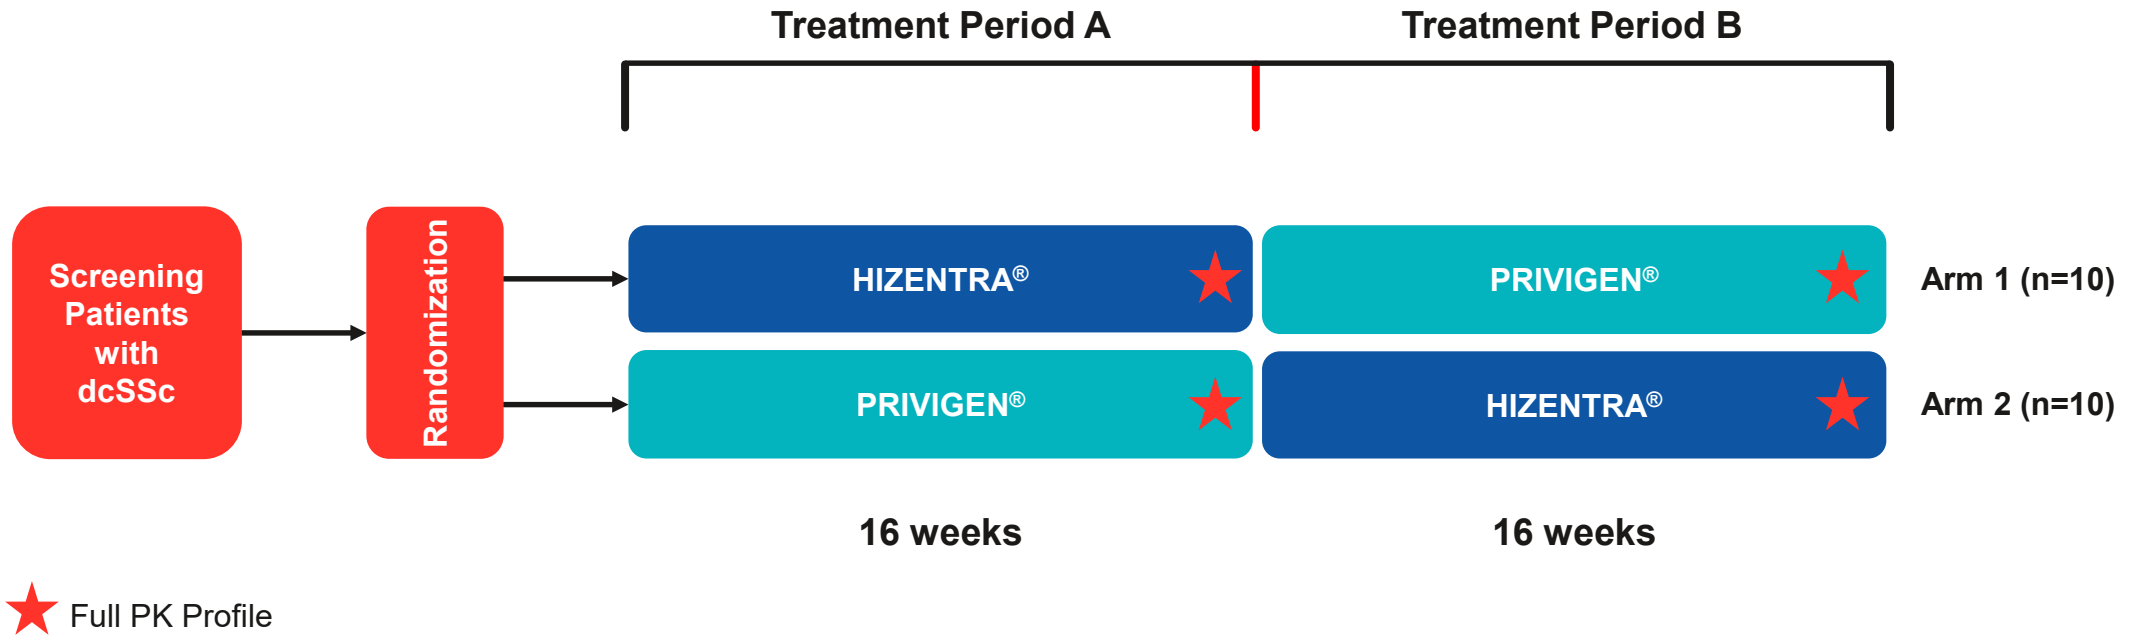 Treatment Period A
Treatment Period B
Screening
Patients
with
dcSSc
Randomization
HIZENTRA®
PRIVIGEN®
Arm 1 (n=10)
PRIVIGEN®
HIZENTRA®
Arm 2 (n=10)
16 weeks
16 weeks
Full PK Profile